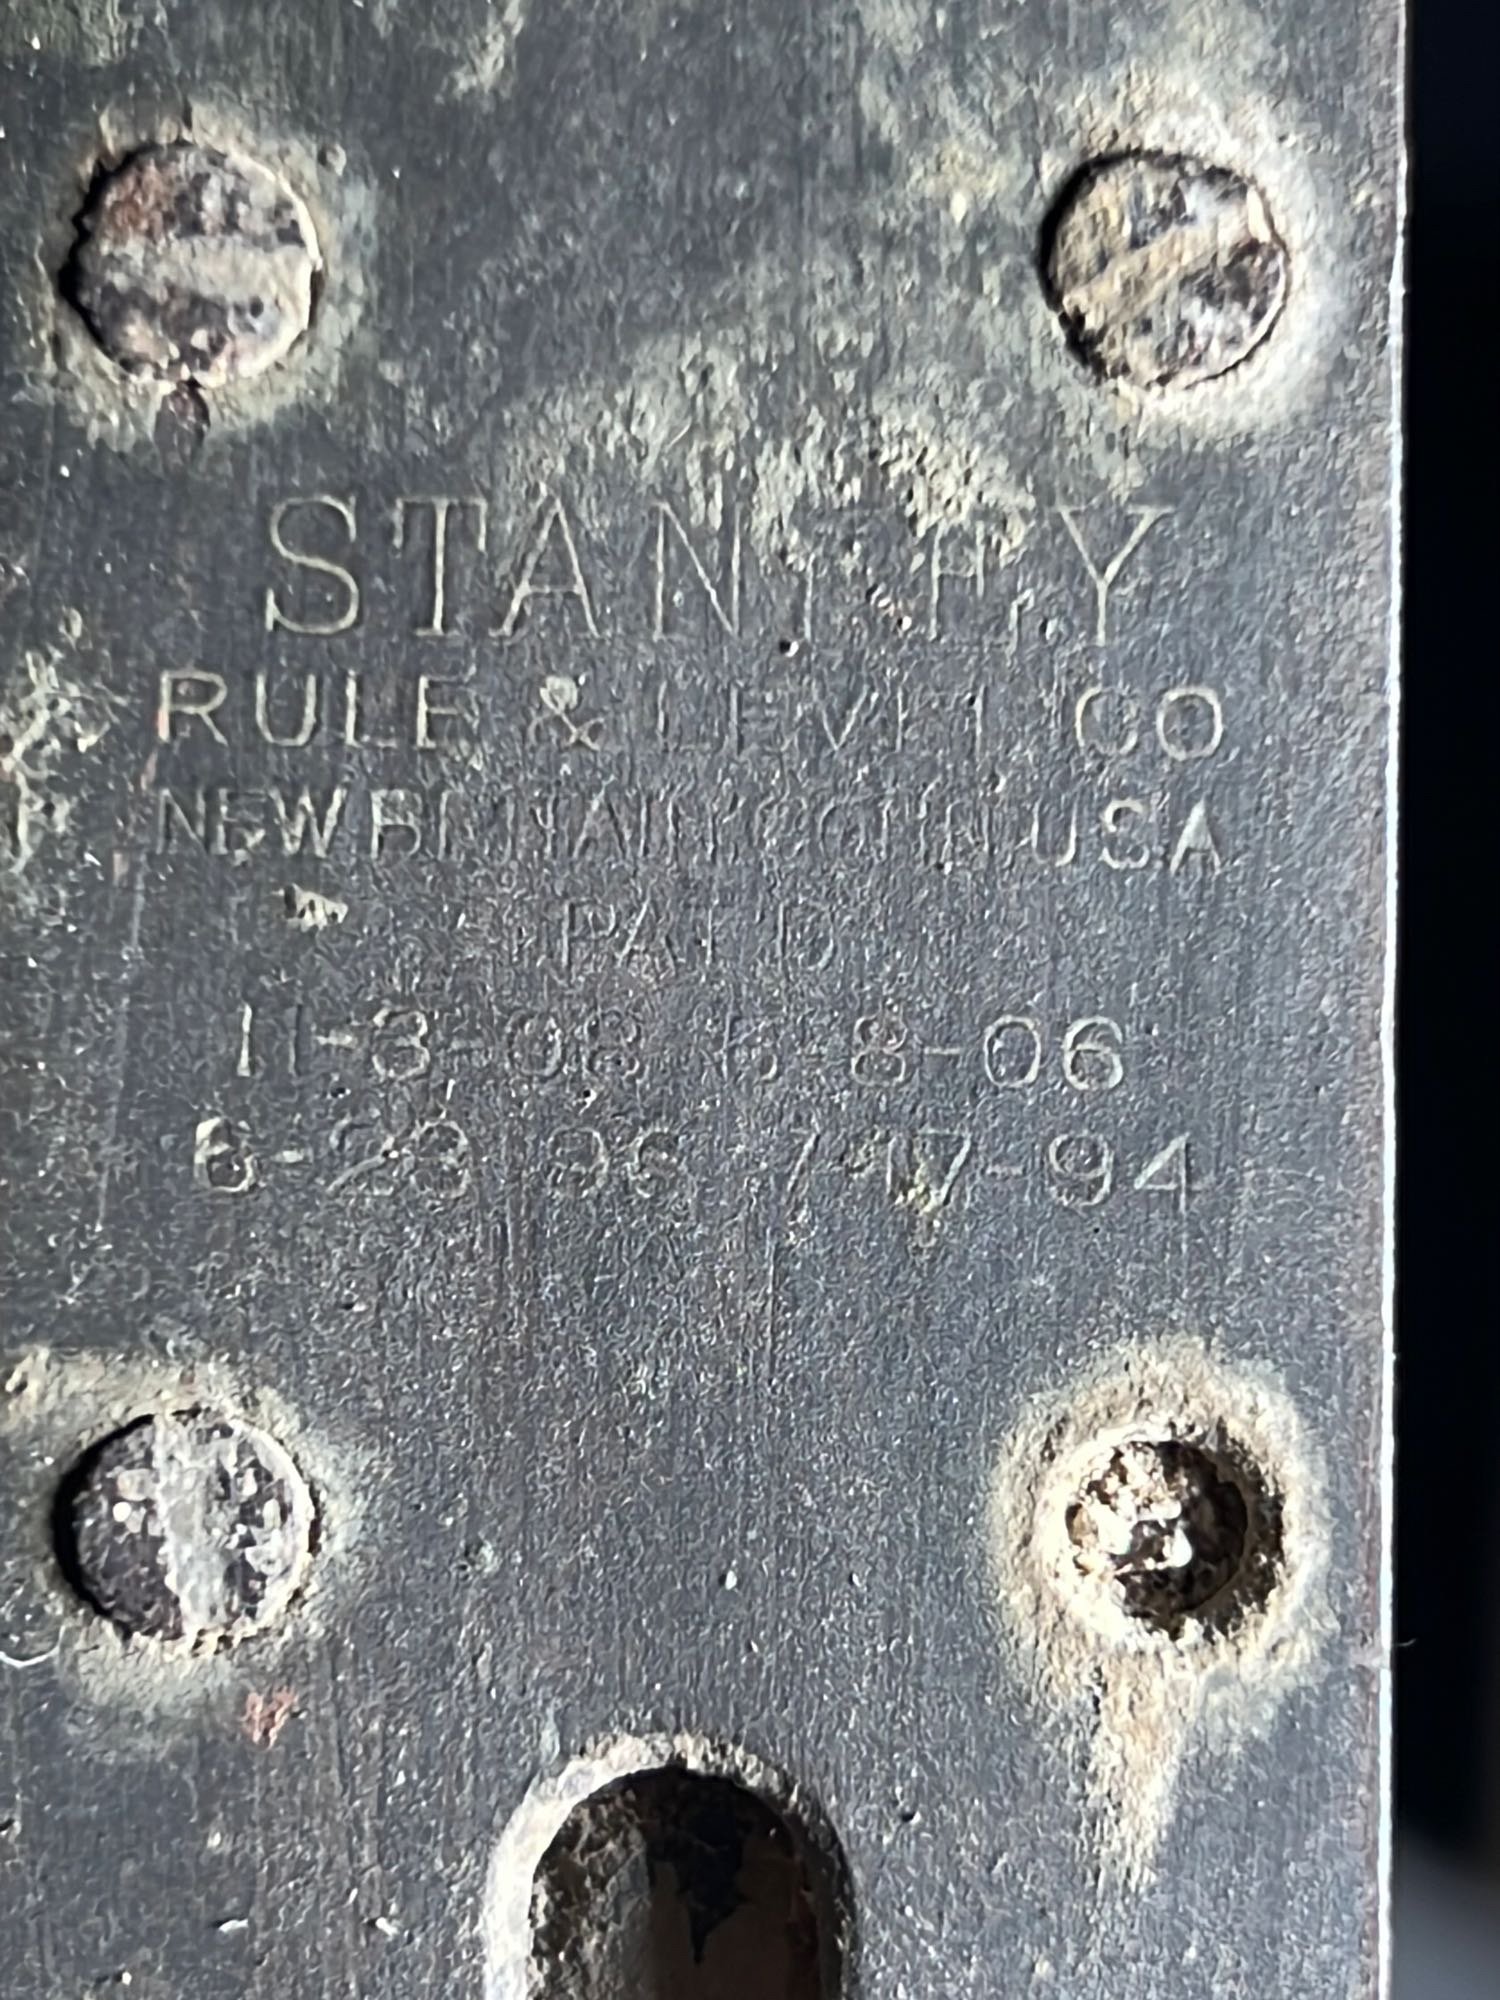 STANLEY
RULE & LEVEL CO
NEW BRITAIN, CONN. USA
PAT'D
11-3-08 5-8-06
6-23-96 7-17-94